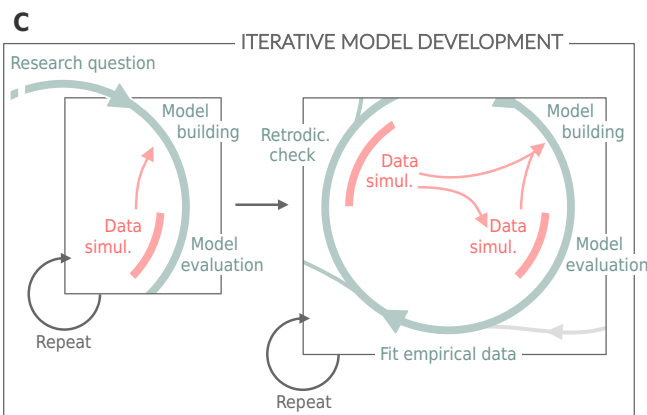 C
ITERATIVE MODEL DEVELOPMENT
Research question
Model
building
Data
simul.
Model
evaluation
Repeat
Retrodic.
check
Data
simul.
Model
building
Data
simul.
Model
evaluation
Fit empirical data
Repeat